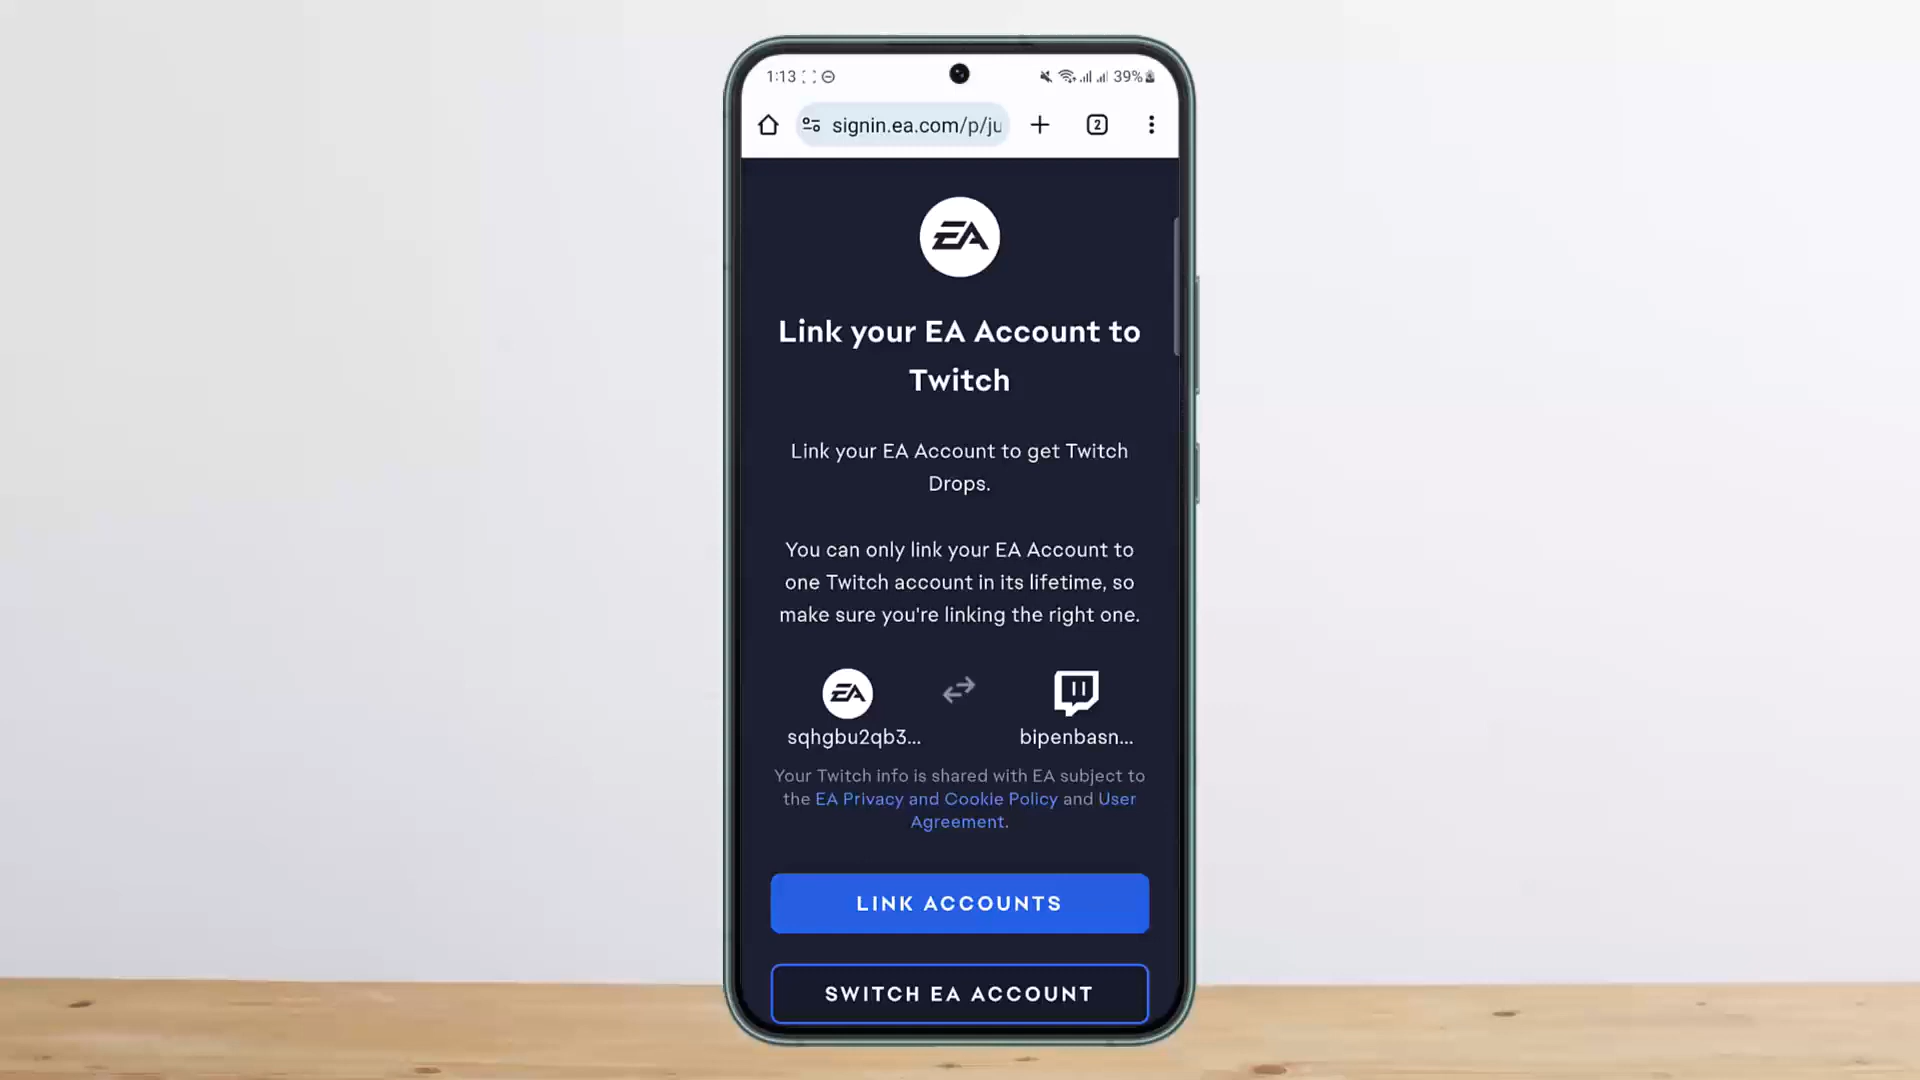 1:13
39%
signin.ea.com/p/ju
2
EA
Link your EA Account to
Twitch
Link your EA Account to get Twitch
Drops.
You can only link your EA Account to
one Twitch account in its lifetime, so
make sure you're linking the right one.
EA
sqhgbu2qb3...
bipenbasn...
Your Twitch info is shared with EA subject to
the EA Privacy and Cookie Policy and User
Agreement.
LINK ACCOUNTS
SWITCH EA ACCOUNT